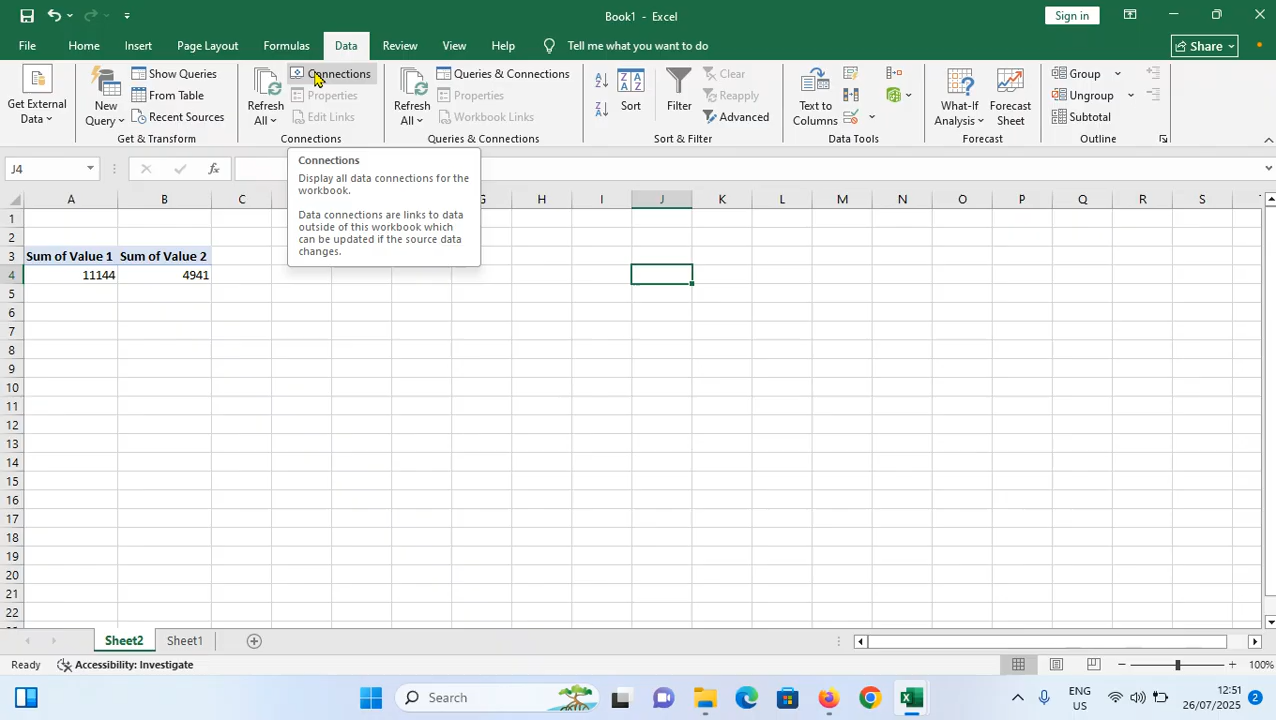 Book1 - Excel
Sign in
File Home Insert Page Layout Formulas Data Review View Help Tell me what you want to do Share
Get External Data
New Query
Show Queries
From Table
Recent Sources
Get & Transform
Refresh All
Connections
Properties
Edit Links
Connections
Refresh All
Queries & Connections
Properties
Workbook Links
Queries & Connections
A Z
Z A
Z A A Z
Sort
Filter
Clear
Reapply
Advanced
Sort & Filter
Text to Columns
Data Tools
What-If Analysis
Forecast Sheet
Forecast
Group
Ungroup
Subtotal
Outline
J4 fx
Connections
Display all data connections for the
workbook.
Data connections are links to data
outside of this workbook which
can be updated if the source data
changes.
A B C G H I J K L M N O P Q R S
1
2
3 Sum of Value 1 Sum of Value 2
4 11144 4941
5
6
7
8
9
10
11
12
13
14
15
16
17
18
19
20
21
22
Sheet2 Sheet1
Ready Accessibility: Investigate 100%
Search ENG US 12:51 26/07/2025 2